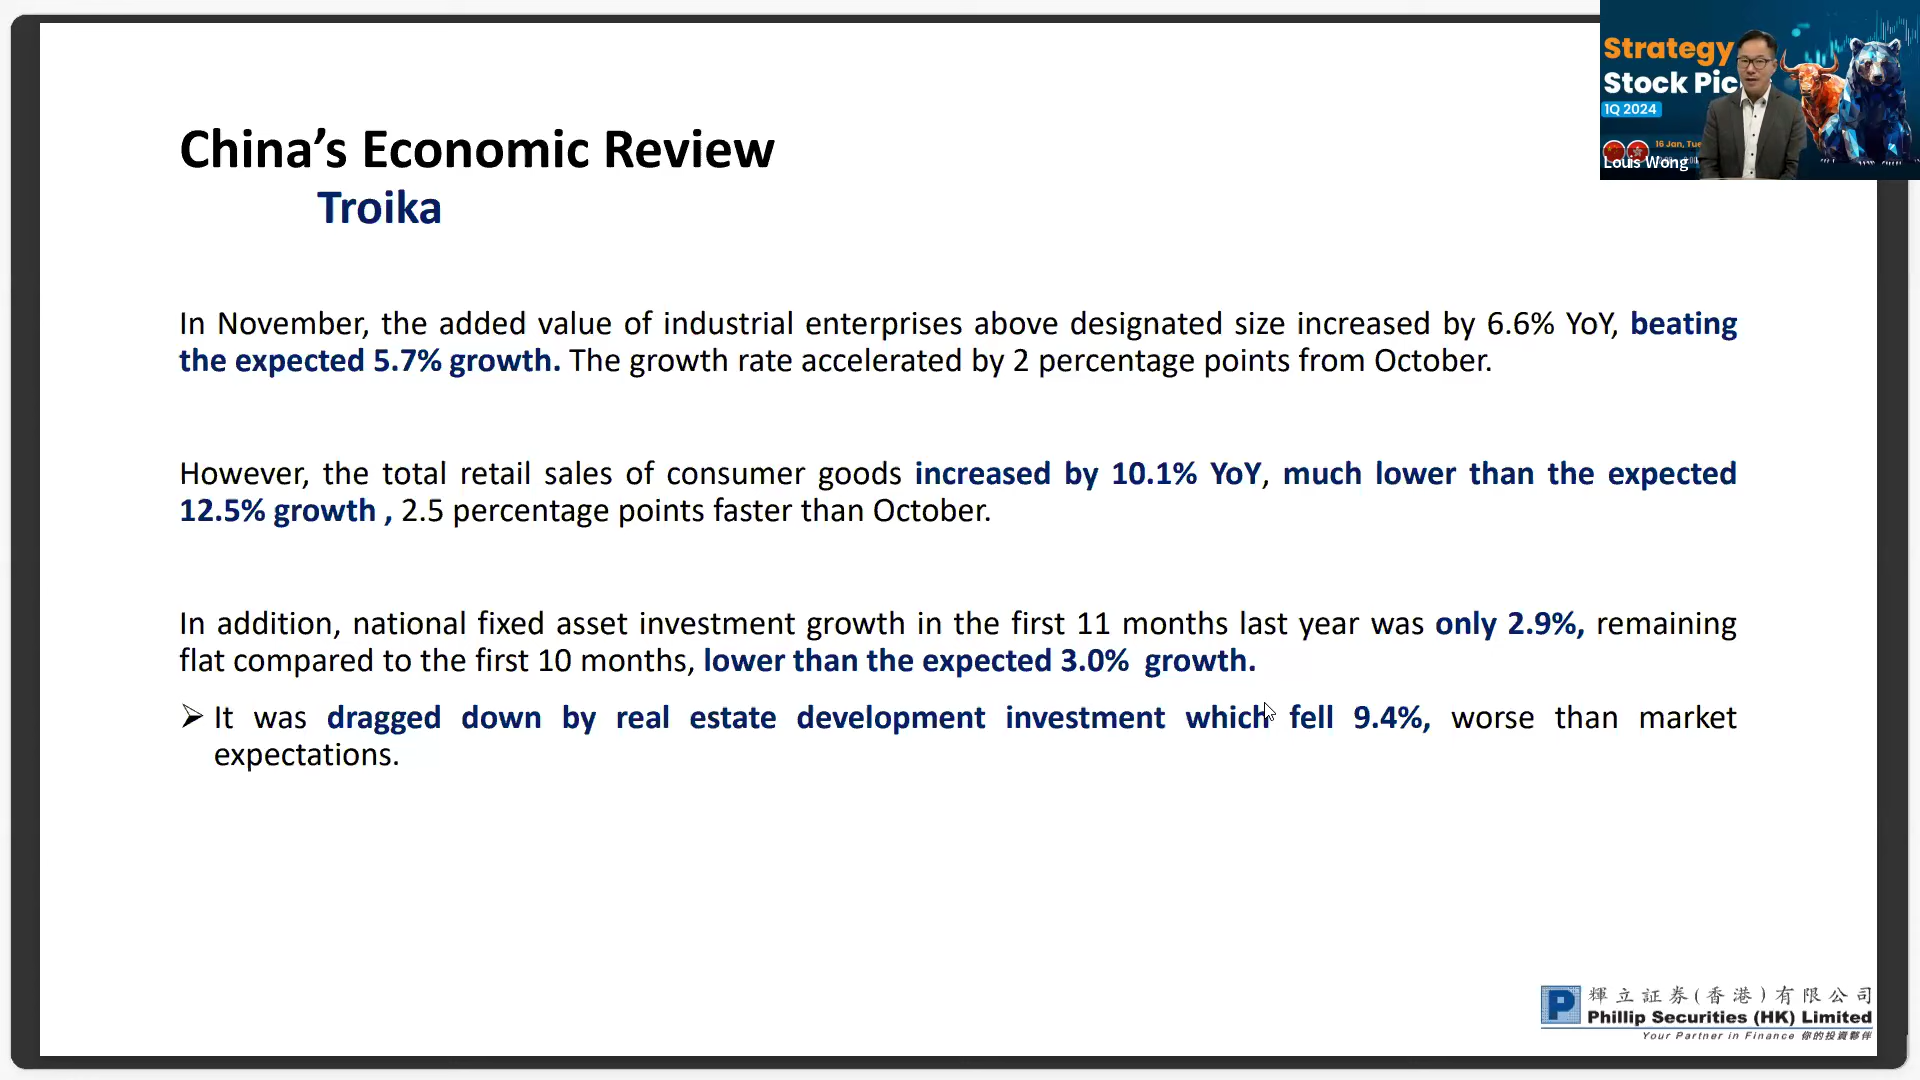 China’s Economic Review
Troika
In November, the added value of industrial enterprises above designated size increased by 6.6% YoY, beating
the expected 5.7% growth. The growth rate accelerated by 2 percentage points from October.
However, the total retail sales of consumer goods increased by 10.1% YoY, much lower than the expected
12.5% growth , 2.5 percentage points faster than October.
In addition, national fixed asset investment growth in the first 11 months last year was only 2.9%, remaining
flat compared to the first 10 months, lower than the expected 3.0% growth.
➢ It was dragged down by real estate development investment which fell 9.4%, worse than market
expectations.
Strategy
Stock Pic
1Q 2024
16 Jan, Tue
Louis Wong
P
輝立証券(香港)有限公司
Phillip Securities (HK) Limited
Your Partner in Finance 你的投資夥伴